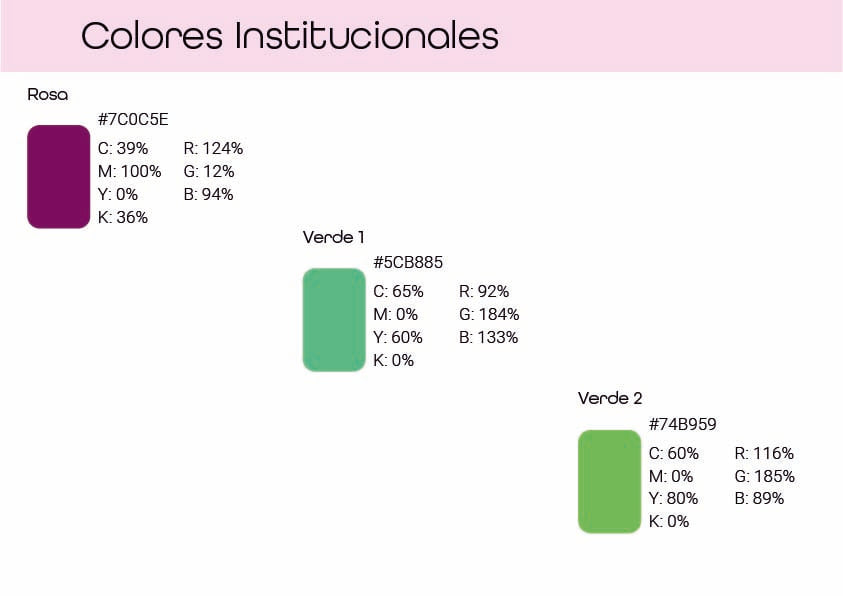 Colores Institucionales
Rosa
#7C0C5E
C: 39% R: 124%
M: 100% G: 12%
Y: 0% B: 94%
K: 36%
Verde 1
#5CB885
C: 65% R: 92%
M: 0% G: 184%
Y: 60% B: 133%
K: 0%
Verde 2
#74B959
C: 60% R: 116%
M: 0% G: 185%
Y: 80% B: 89%
K: 0%